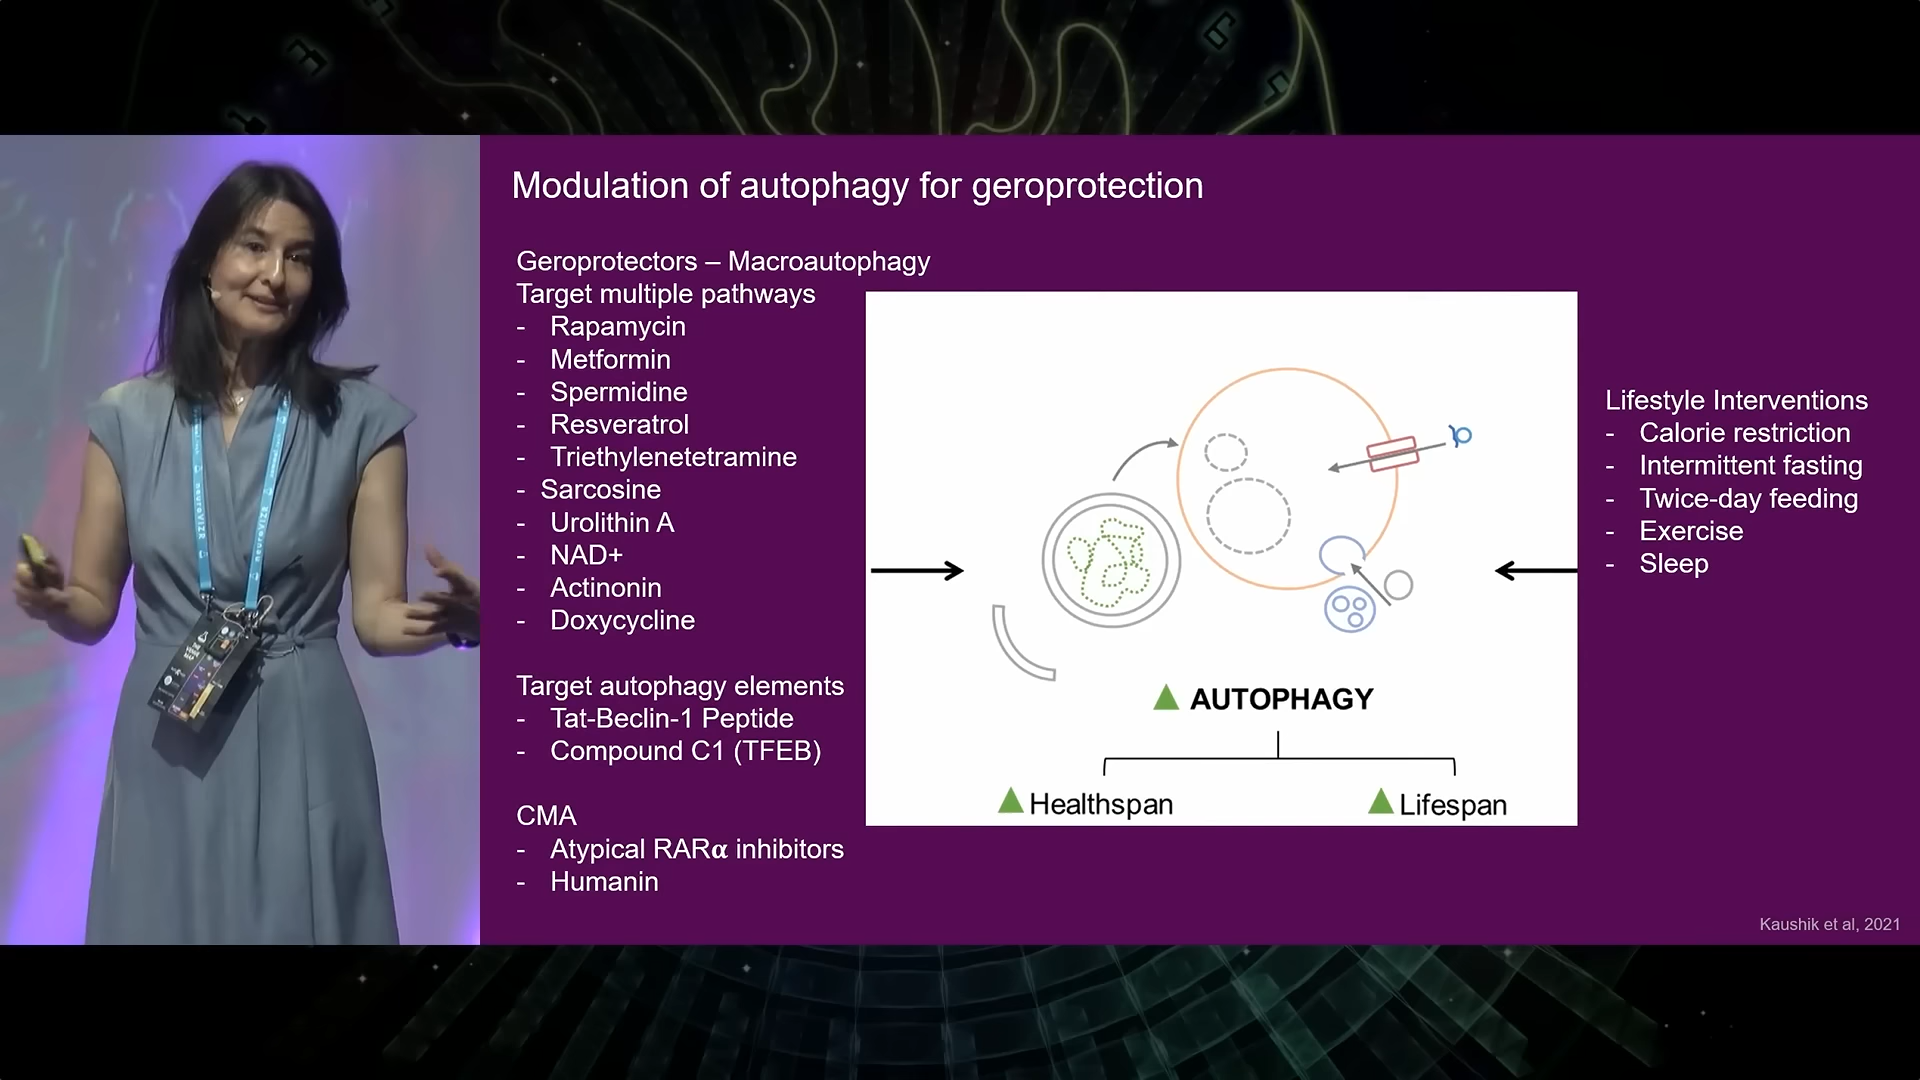 Modulation of autophagy for geroprotection
Geroprotectors – Macroautophagy
Target multiple pathways
- Rapamycin
- Metformin
- Spermidine
- Resveratrol
- Triethylenetetramine
- Sarcosine
- Urolithin A
- NAD+
- Actinonin
- Doxycycline
Target autophagy elements
- Tat-Beclin-1 Peptide
- Compound C1 (TFEB)
CMA
- Atypical RARα inhibitors
- Humanin
▲ AUTOPHAGY
▲ Healthspan
▲ Lifespan
Lifestyle Interventions
- Calorie restriction
- Intermittent fasting
- Twice-day feeding
- Exercise
- Sleep
Kaushik et al, 2021
neuroVIZR